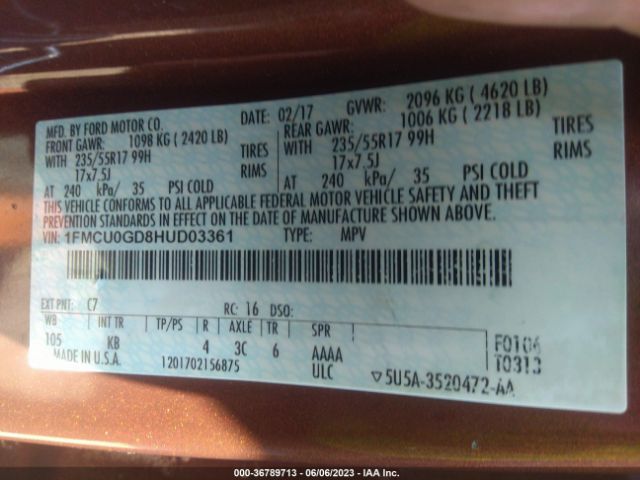 MFD. BY FORD MOTOR CO. DATE: 02/17 GVWR: 2096 KG ( 4620 LB)
FRONT GAWR: 1098 KG ( 2420 LB) REAR GAWR: 1006 KG ( 2218 LB)
WITH 235/55R17 99H TIRES WITH 235/55R17 99H TIRES
17x7.5J RIMS 17x7.5J RIMS
AT 240 kPa/ 35 PSI COLD AT 240 kPa/ 35 PSI COLD
THIS VEHICLE CONFORMS TO ALL APPLICABLE FEDERAL MOTOR VEHICLE SAFETY AND THEFT
PREVENTION STANDARDS IN EFFECT ON THE DATE OF MANUFACTURE SHOWN ABOVE.
VIN: 1FMCU0GD8HUD03361 TYPE: MPV
EXT PNT: C7 RC: 16 DSO:
WB INT TR TP/PS R AXLE TR SPR
105 KB 4 3C 6 AAAA F0106
MADE IN U.S.A. 1201702156875 ULC T0313
▽5U5A-3520472-AA
000-36789713 - 06/06/2023 - IAA Inc.